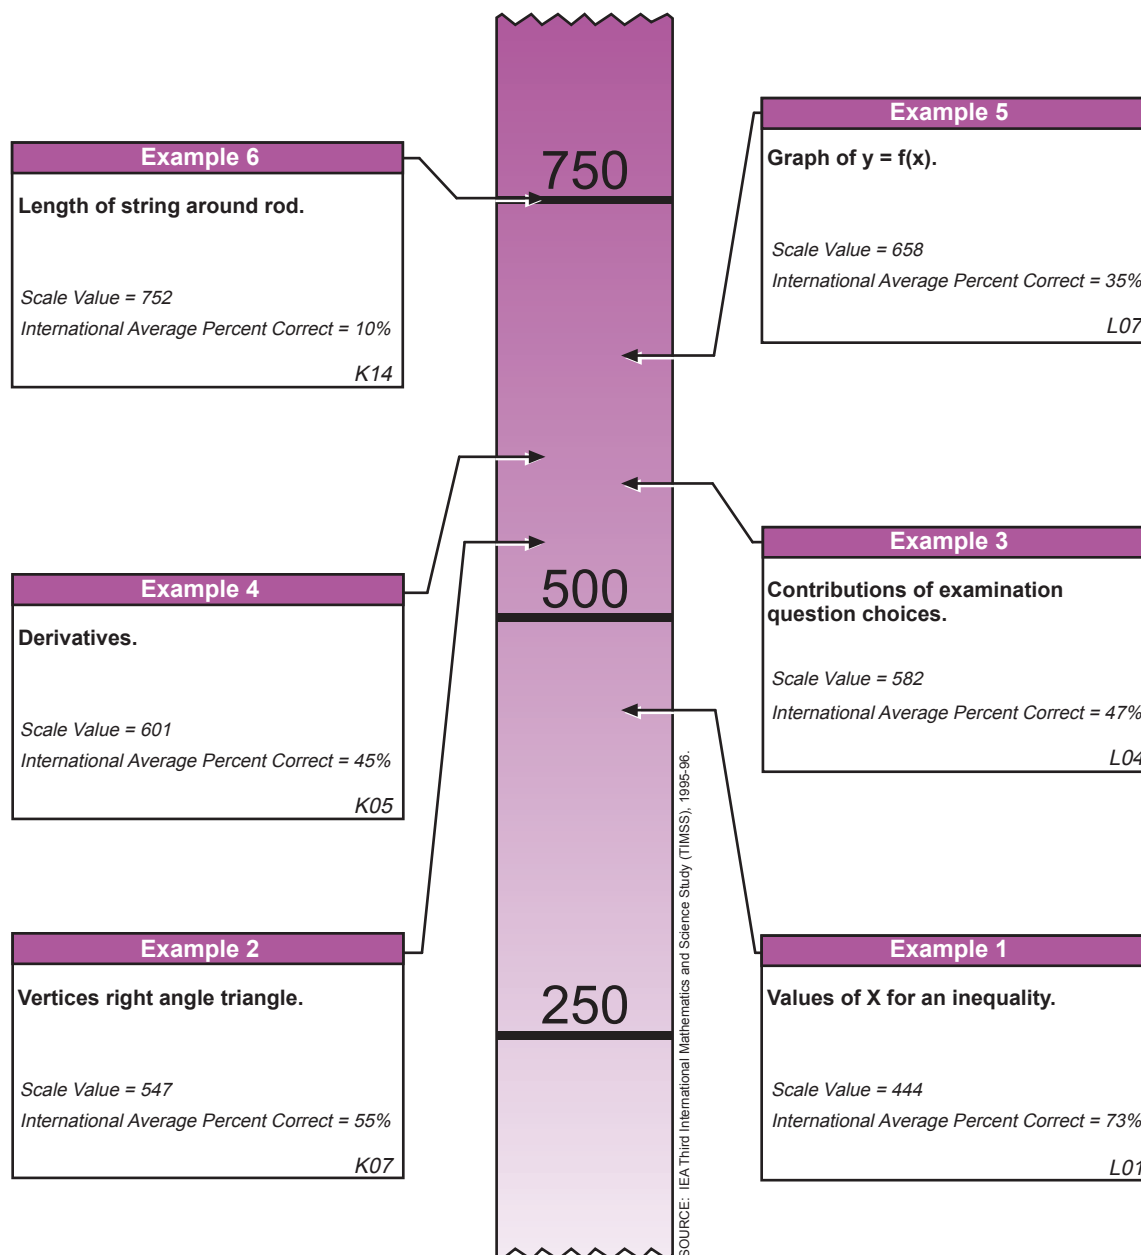 Example 6
Length of string around rod.
Scale Value = 752
International Average Percent Correct = 10%
K14
Example 4
Derivatives.
Scale Value = 601
International Average Percent Correct = 45%
K05
Example 2
Vertices right angle triangle.
Scale Value = 547
International Average Percent Correct = 55%
K07
750
500
250
SOURCE: IEA Third International Mathematics and Science Study (TIMSS), 1995-96.
Example 5
Graph of y = f(x).
Scale Value = 658
International Average Percent Correct = 35%
L07
Example 3
Contributions of examination
question choices.
Scale Value = 582
International Average Percent Correct = 47%
L04
Example 1
Values of X for an inequality.
Scale Value = 444
International Average Percent Correct = 73%
L01